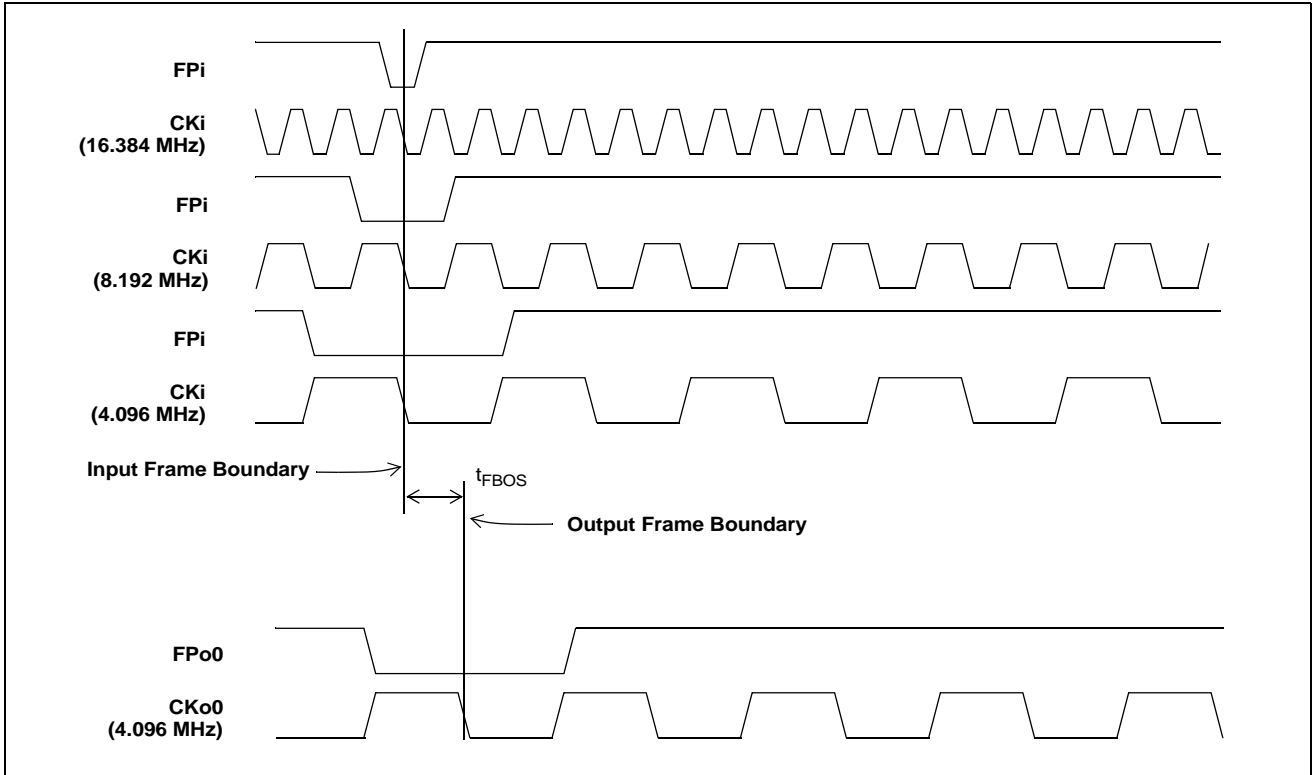 FPi
CKi
(16.384 MHz)
FPi
CKi
(8.192 MHz)
FPi
CKi
(4.096 MHz)
Input Frame Boundary
tFBOS
Output Frame Boundary
FPo0
CKo0
(4.096 MHz)